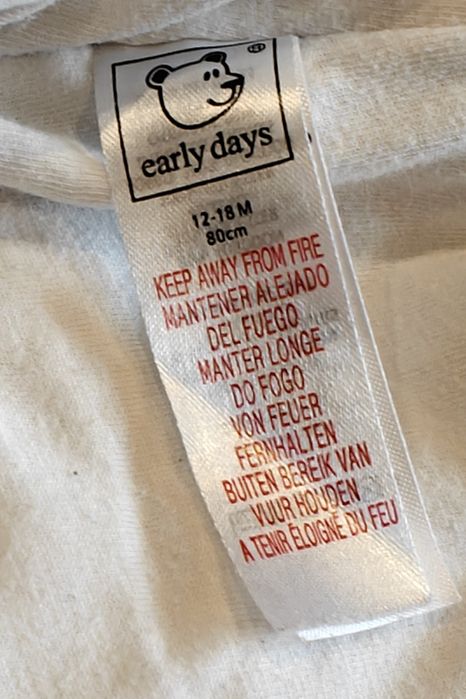 early days
12-18 M
80cm
KEEP AWAY FROM FIRE
MANTENER ALEJADO
DEL FUEGO
MANTER LONGE
DO FOGO
VON FEUER
FERNHALTEN
BUITEN BEREIK VAN
VUUR HOUDEN
A TENIR ÉLOIGNÉ DU FEU